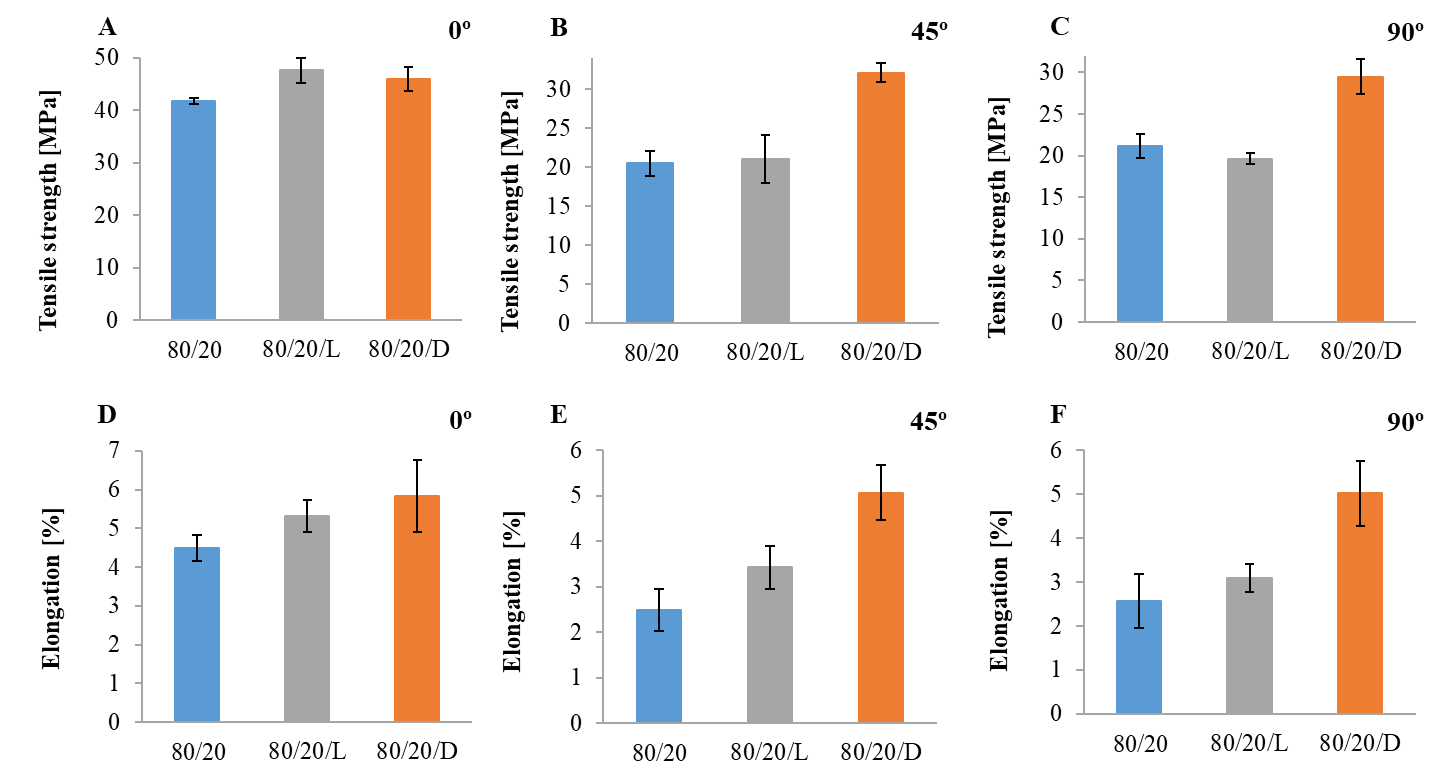 A
0º
Tensile strength [MPa]
50
40
30
20
10
0
80/20
80/20/L
80/20/D
B
45º
Tensile strength [MPa]
30
25
20
15
10
5
0
80/20
80/20/L
80/20/D
C
90º
Tensile strength [MPa]
30
25
20
15
10
5
0
80/20
80/20/L
80/20/D
D
0º
Elongation [%]
7
6
5
4
3
2
1
0
80/20
80/20/L
80/20/D
E
45º
Elongation [%]
6
5
4
3
2
1
0
80/20
80/20/L
80/20/D
F
90º
Elongation [%]
6
5
4
3
2
1
0
80/20
80/20/L
80/20/D